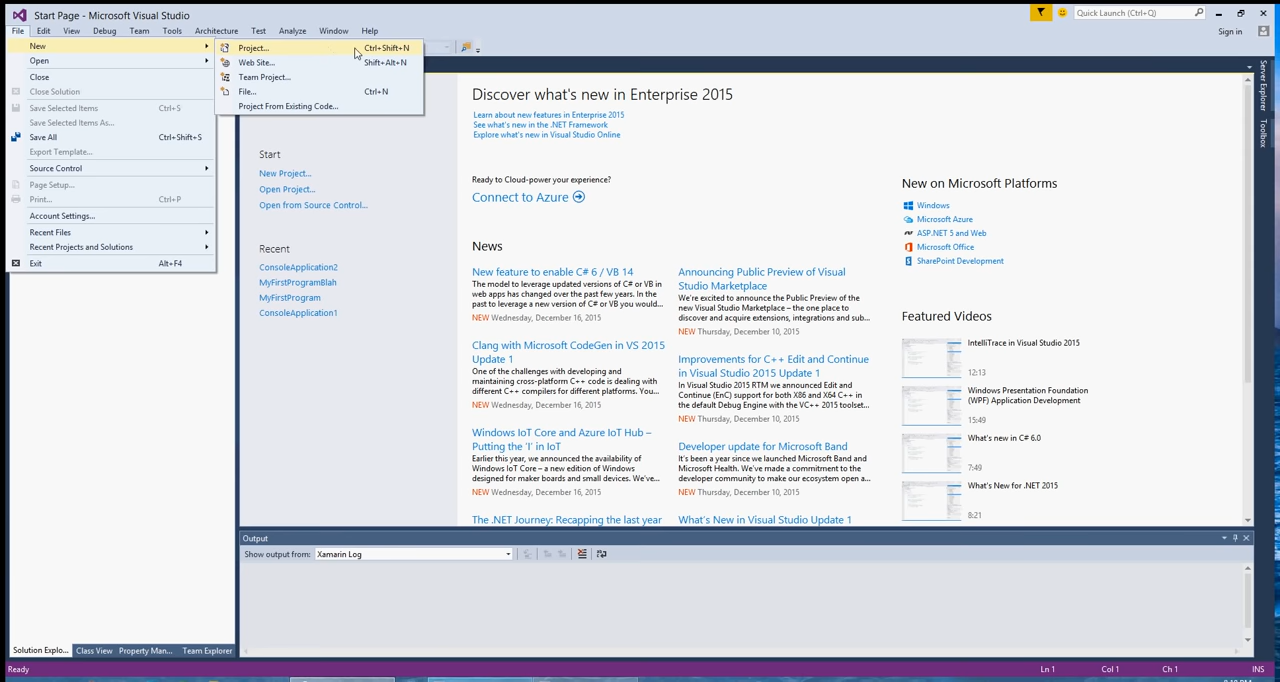 Start Page - Microsoft Visual Studio
Quick Launch (Ctrl+Q)
File Edit View Debug Team Tools Architecture Test Analyze Window Help
Sign in
New
Open
Close
Close Solution
Save Selected Items Ctrl+S
Save Selected Items As...
Save All Ctrl+Shift+S
Export Template...
Source Control
Page Setup...
Print... Ctrl+P
Account Settings...
Recent Files
Recent Projects and Solutions
Exit Alt+F4
Project... Ctrl+Shift+N
Web Site... Shift+Alt+N
Team Project...
File... Ctrl+N
Project From Existing Code...
Start
New Project...
Open Project...
Open from Source Control...
Recent
ConsoleApplication2
MyFirstProgramBlah
MyFirstProgram
ConsoleApplication1
Discover what's new in Enterprise 2015
Learn about new features in Enterprise 2015
See what's new in the .NET Framework
Explore what's new in Visual Studio Online
Ready to Cloud-power your experience?
Connect to Azure
News
New feature to enable C# 6 / VB 14
The model to leverage updated versions of C# or VB in
web apps has changed over the past few years. In the
past to leverage a new version of C# or VB you would...
NEW Wednesday, December 16, 2015
Clang with Microsoft CodeGen in VS 2015
Update 1
One of the challenges with developing and
maintaining cross-platform C++ code is dealing with
different C++ compilers for different platforms. You...
NEW Wednesday, December 16, 2015
Windows IoT Core and Azure IoT Hub –
Putting the 'I' in IoT
Earlier this year, we announced the availability of
Windows IoT Core – a new edition of Windows
designed for maker boards and small devices. We've...
NEW Wednesday, December 16, 2015
The .NET Journey: Recapping the last year
Announcing Public Preview of Visual
Studio Marketplace
We're excited to announce the Public Preview of the
new Visual Studio Marketplace – the one place to
discover and acquire extensions, integrations and sub...
NEW Thursday, December 10, 2015
Improvements for C++ Edit and Continue
in Visual Studio 2015 Update 1
In Visual Studio 2015 RTM we announced Edit and
Continue (EnC) support for both X86 and X64 C++ in
the default Debug Engine with the VC++ 2015 toolset...
NEW Thursday, December 10, 2015
Developer update for Microsoft Band
It's been a year since we launched Microsoft Band and
Microsoft Health. We've made a commitment to the
developer community to make our ecosystem open a...
NEW Thursday, December 10, 2015
What's New in Visual Studio Update 1
New on Microsoft Platforms
Windows
Microsoft Azure
ASP.NET 5 and Web
Microsoft Office
SharePoint Development
Featured Videos
IntelliTrace in Visual Studio 2015
12:13
Windows Presentation Foundation
(WPF) Application Development
15:49
What's new in C# 6.0
7:49
What's New for .NET 2015
8:21
Server Explorer
Toolbox
Output
Show output from: Xamarin Log
Solution Explo... Class View Property Man... Team Explorer
Ready
Ln 1 Col 1 Ch 1 INS